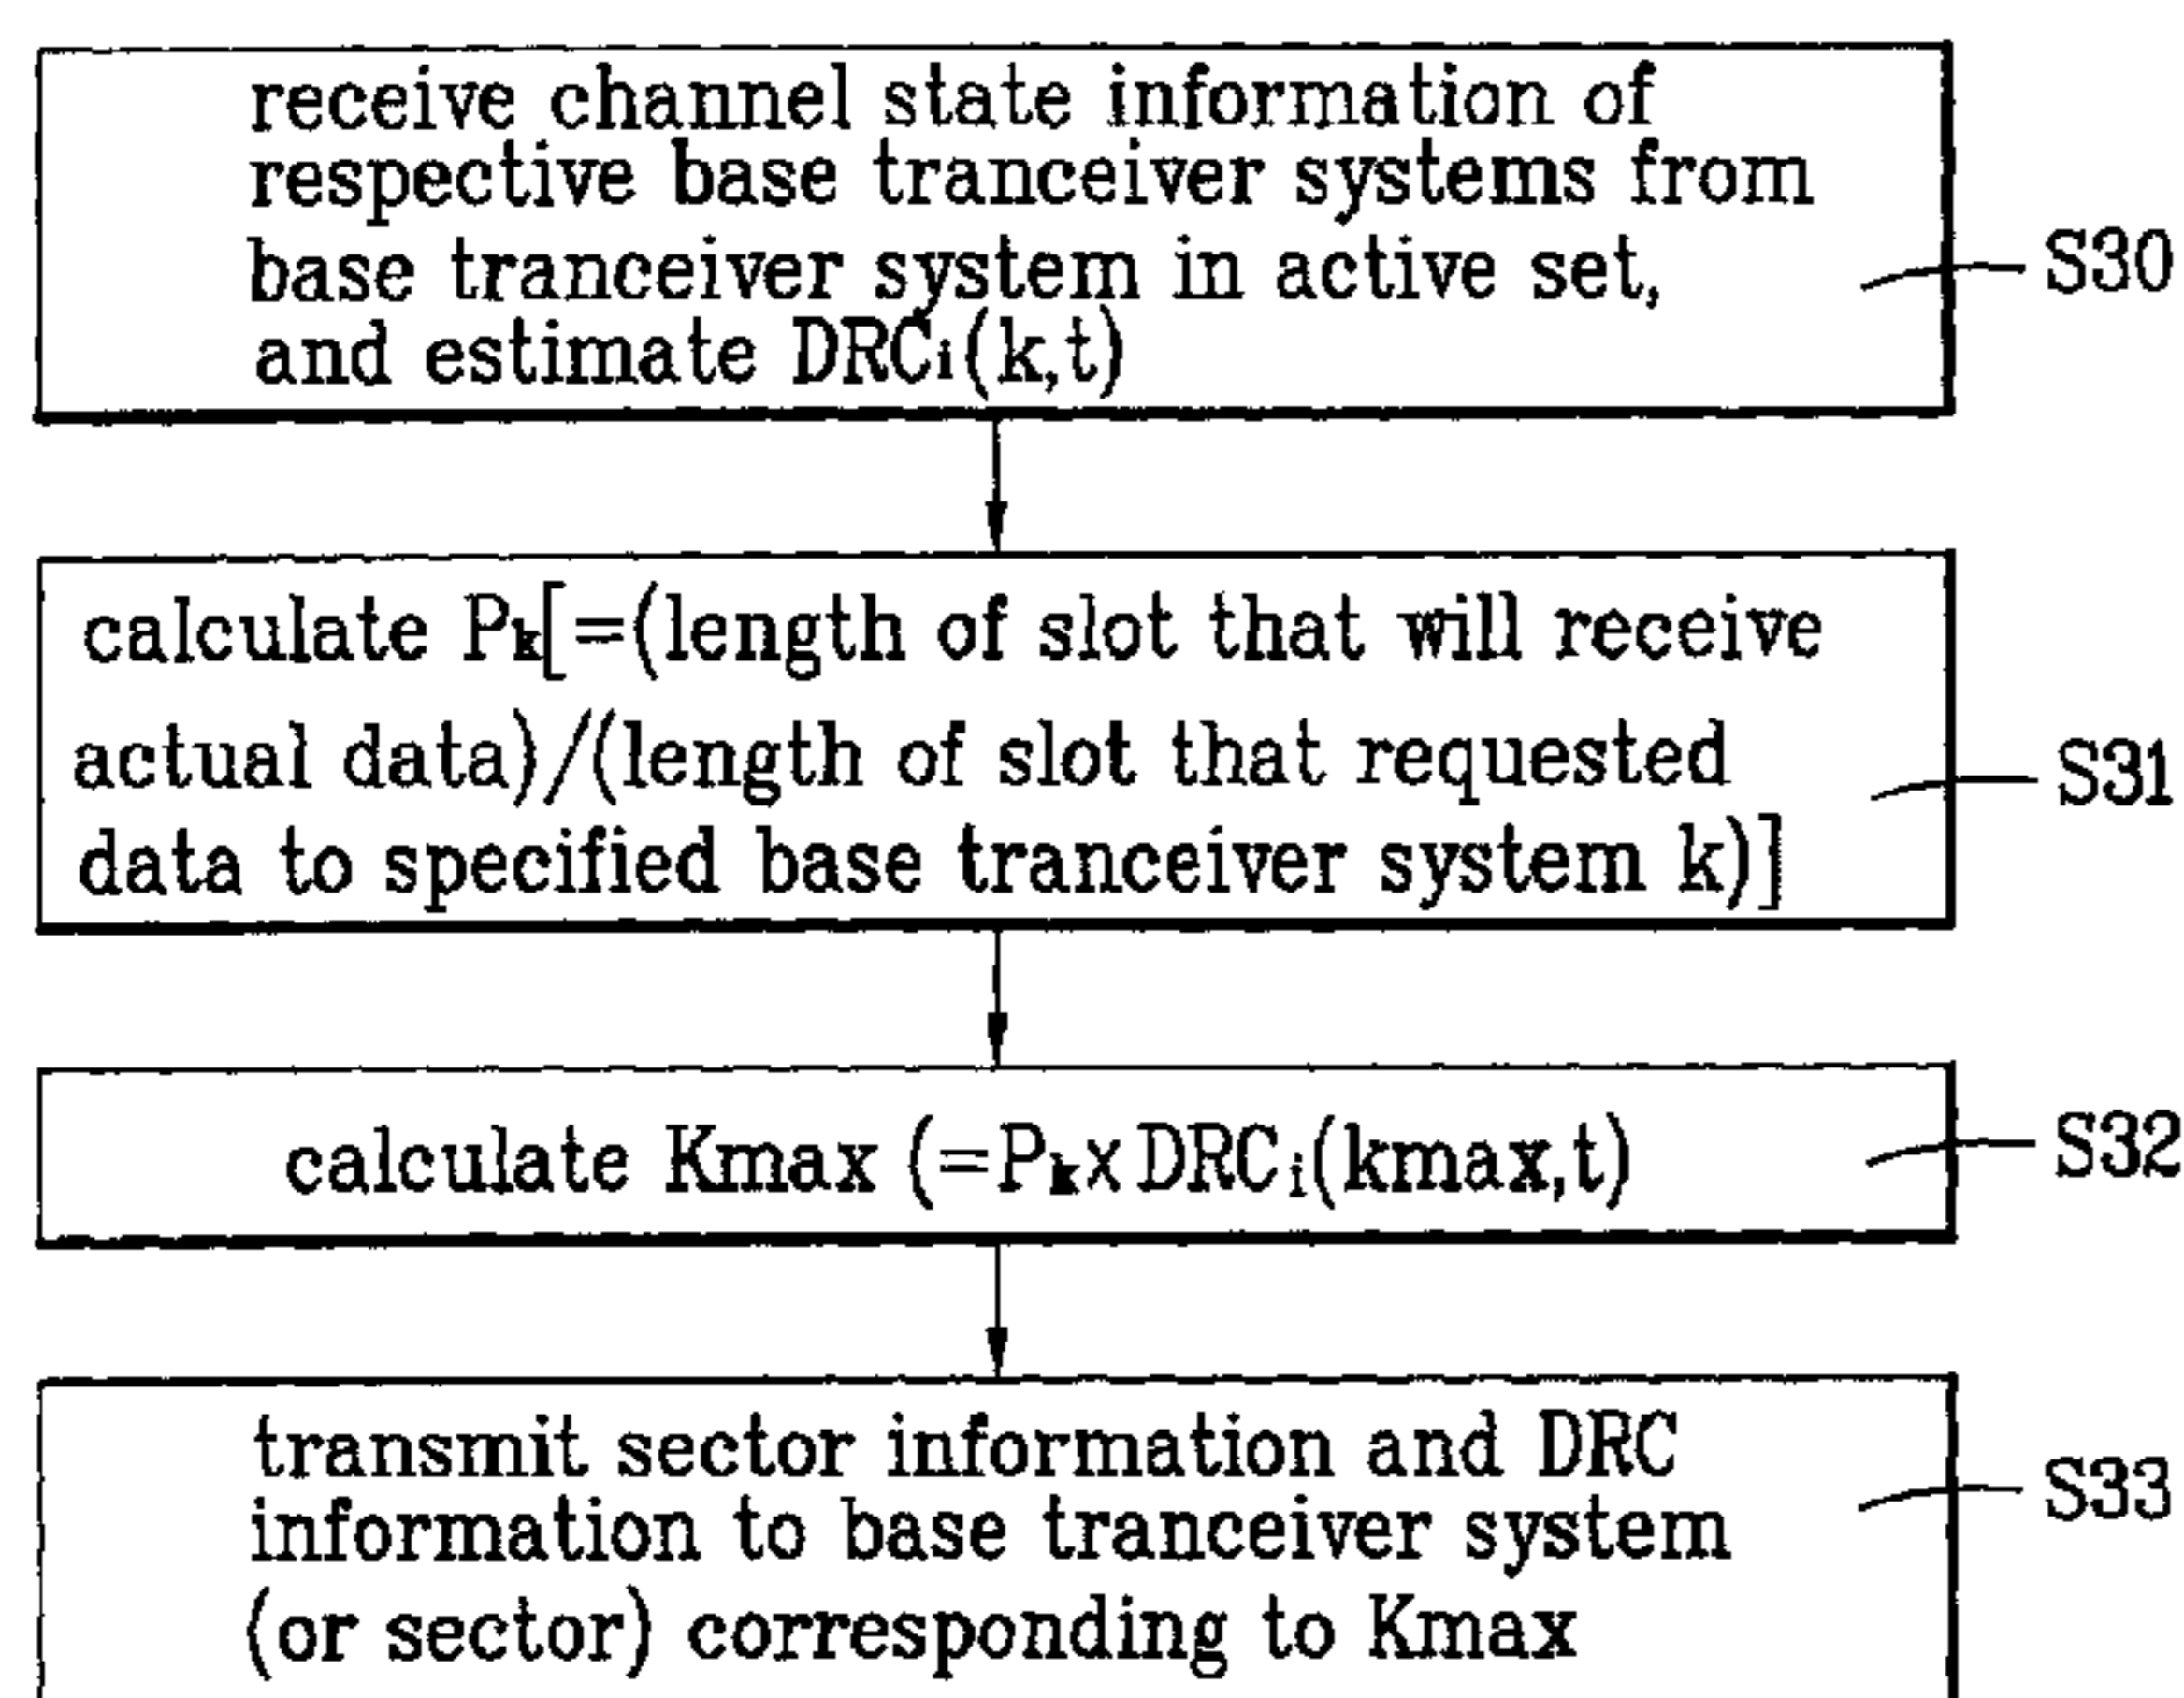 receive channel state information of
respective base tranceiver systems from
base tranceiver system in active set,
and estimate DRCi(k,t)
S30
calculate Pk[=(length of slot that will receive
actual data)/(length of slot that requested
data to specified base tranceiver system k)]
S31
calculate Kmax (=Pk×DRCi(kmax,t)
S32
transmit sector information and DRC
information to base tranceiver system
(or sector) corresponding to Kmax
S33